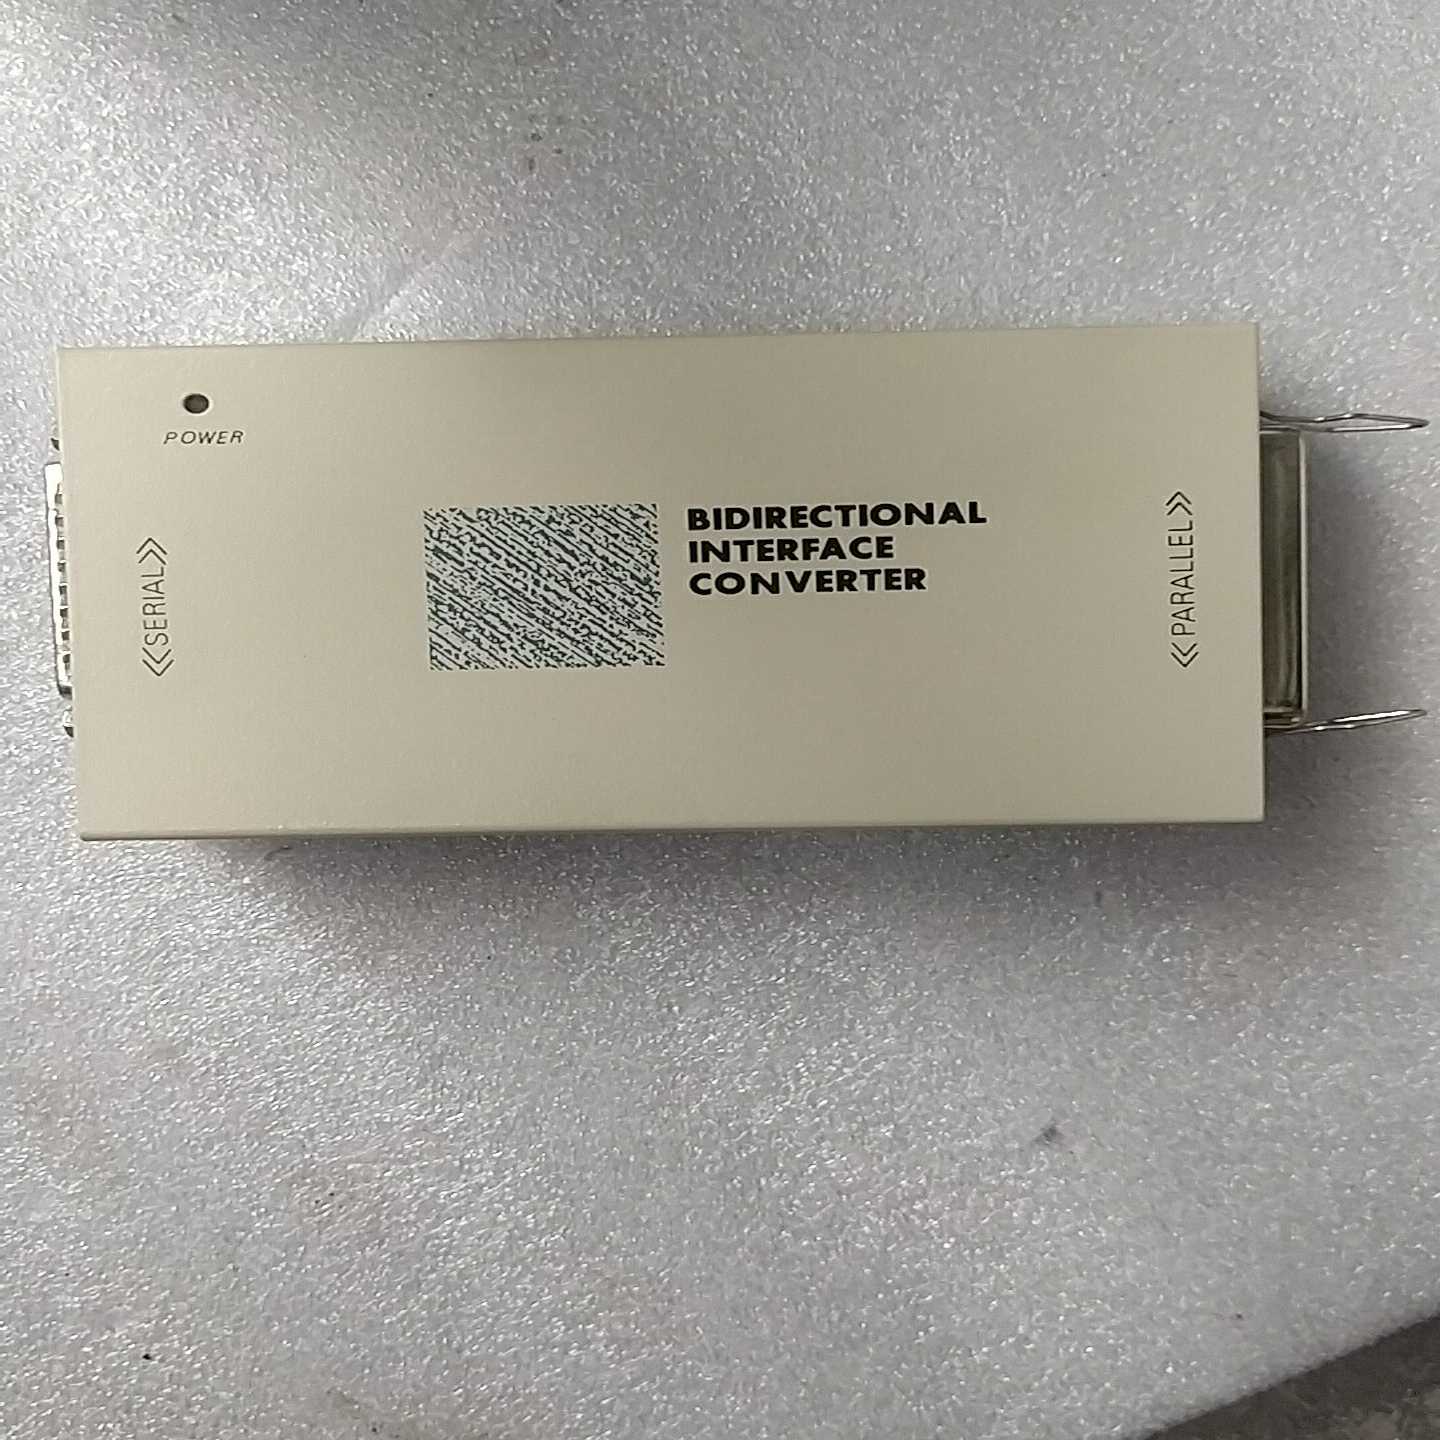 POWER
《SERIAL》
BIDIRECTIONAL
INTERFACE
CONVERTER
《PARALLEL》